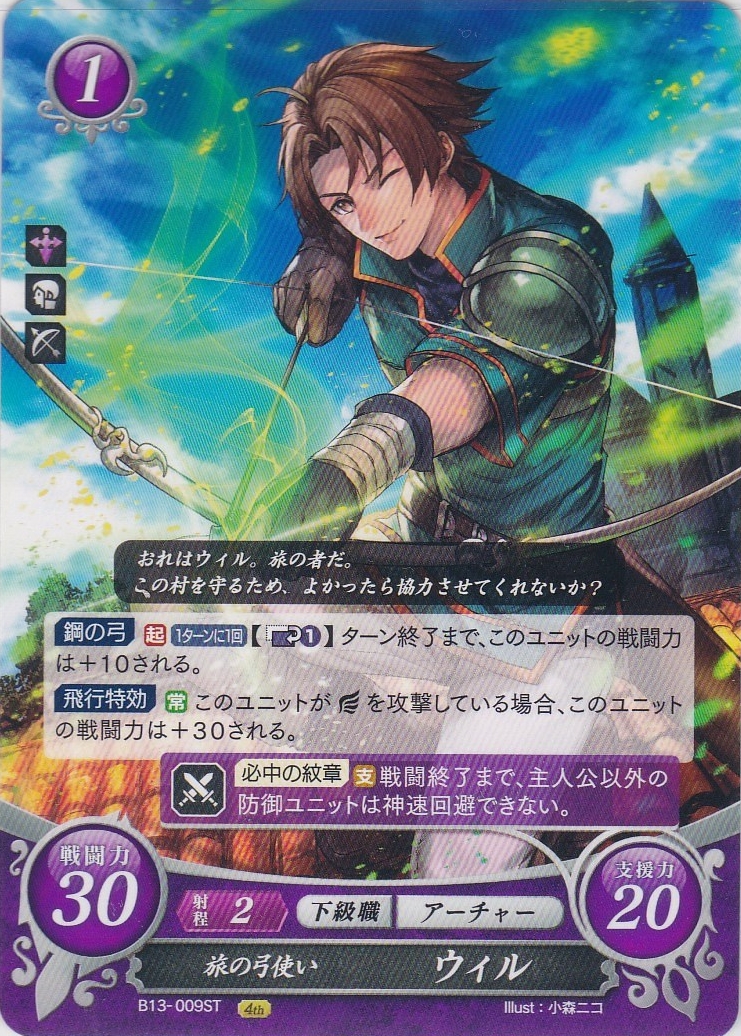 1
おれはウィル。旅の者だ。
この村を守るため、よかったら協力させてくれないか？
鋼の弓 起 1ターンに1回【1】ターン終了まで、このユニットの戦闘力
は＋10される。
飛行特効 常 このユニットが を攻撃している場合、このユニット
の戦闘力は＋30される。
必中の紋章 支 戦闘終了まで、主人公以外の
防御ユニットは神速回避できない。
戦闘力
30
射程 2
下級職 アーチャー
支援力
20
旅の弓使い ウィル
B13-009ST 4th Illust：小森ニコ